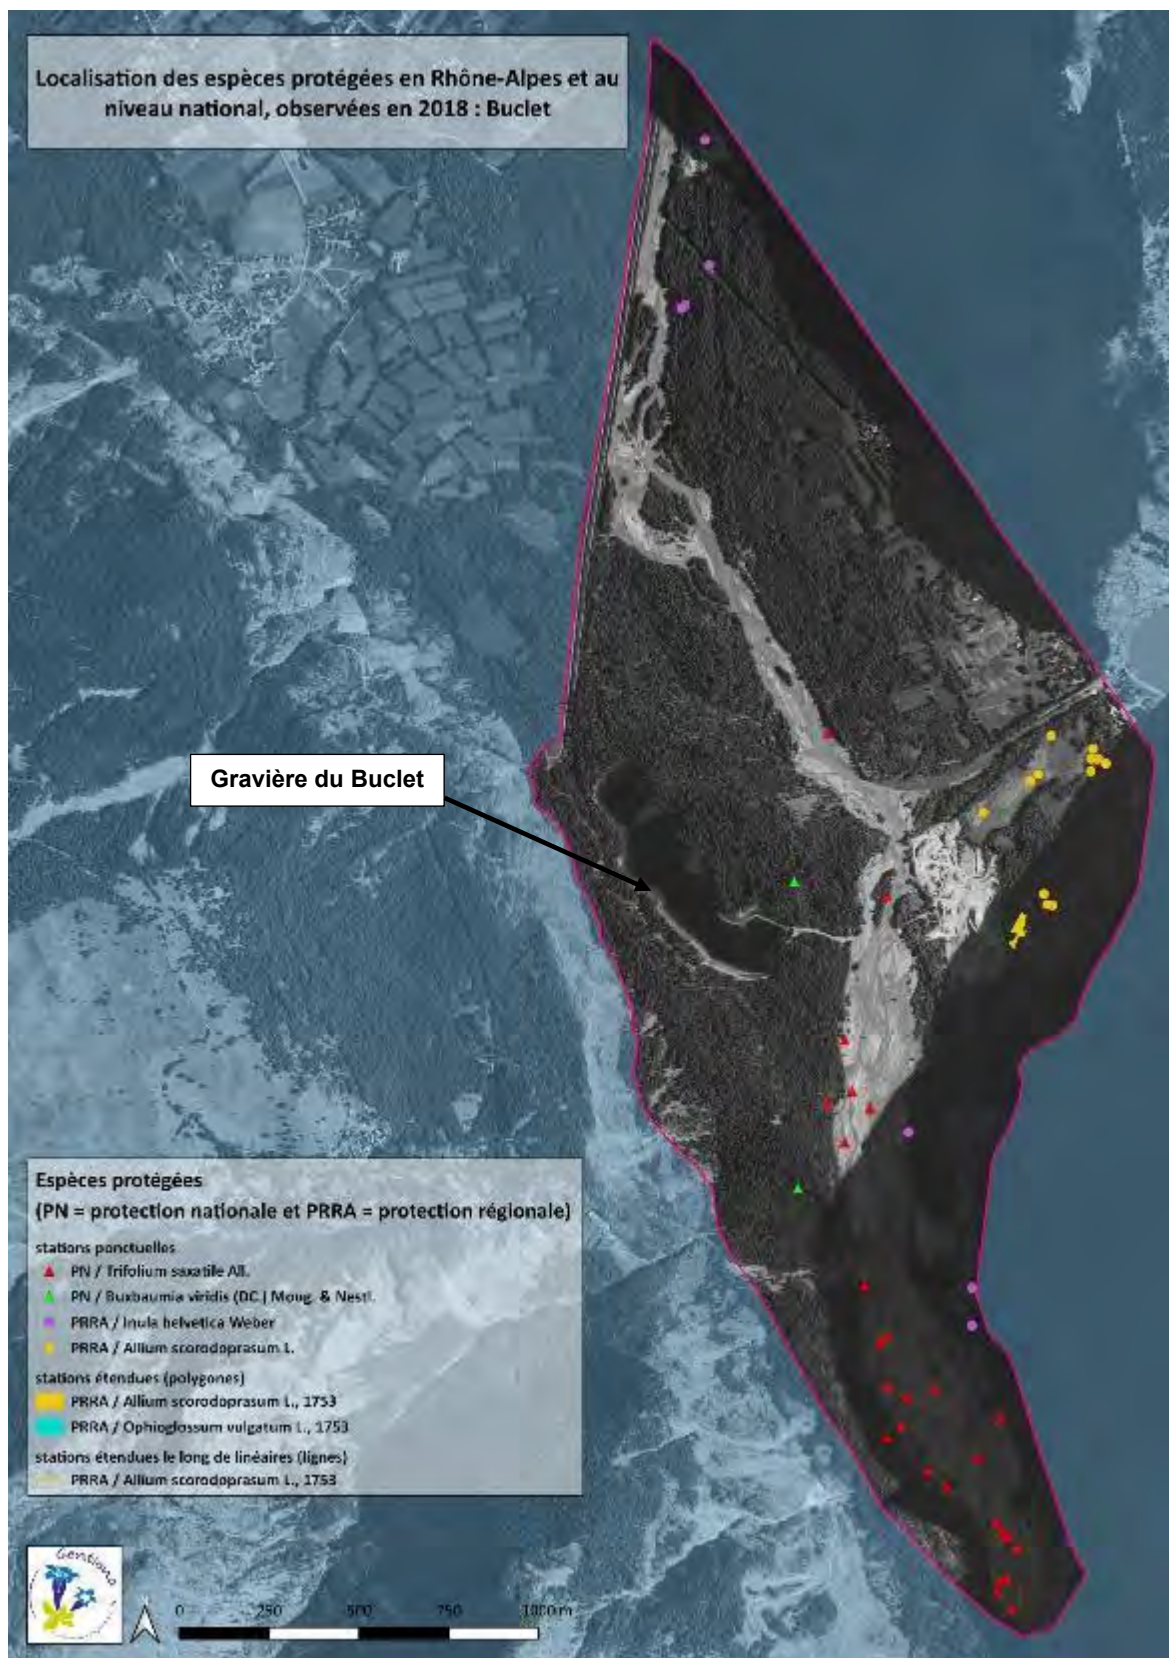 Localisation des espèces protégées en Rhône-Alpes et au
niveau national, observées en 2018 : Buclet
Gravière du Buclet
Espèces protégées
(PN = protection nationale et PRRA = protection régionale)
stations ponctuelles
PN / Trifolium saxatile All.
PN / Buxbaumia viridis (DC.) Moug. & Nestl.
PRRA / Inula helvetica Weber
PRRA / Allium scorodoprasum L.
stations étendues (polygones)
PRRA / Allium scorodoprasum L., 1753
PRRA / Ophioglossum vulgatum L., 1753
stations étendues le long de linéaires (lignes)
PRRA / Allium scorodoprasum L., 1753
Gentiana
0 250 500 750 1000 m